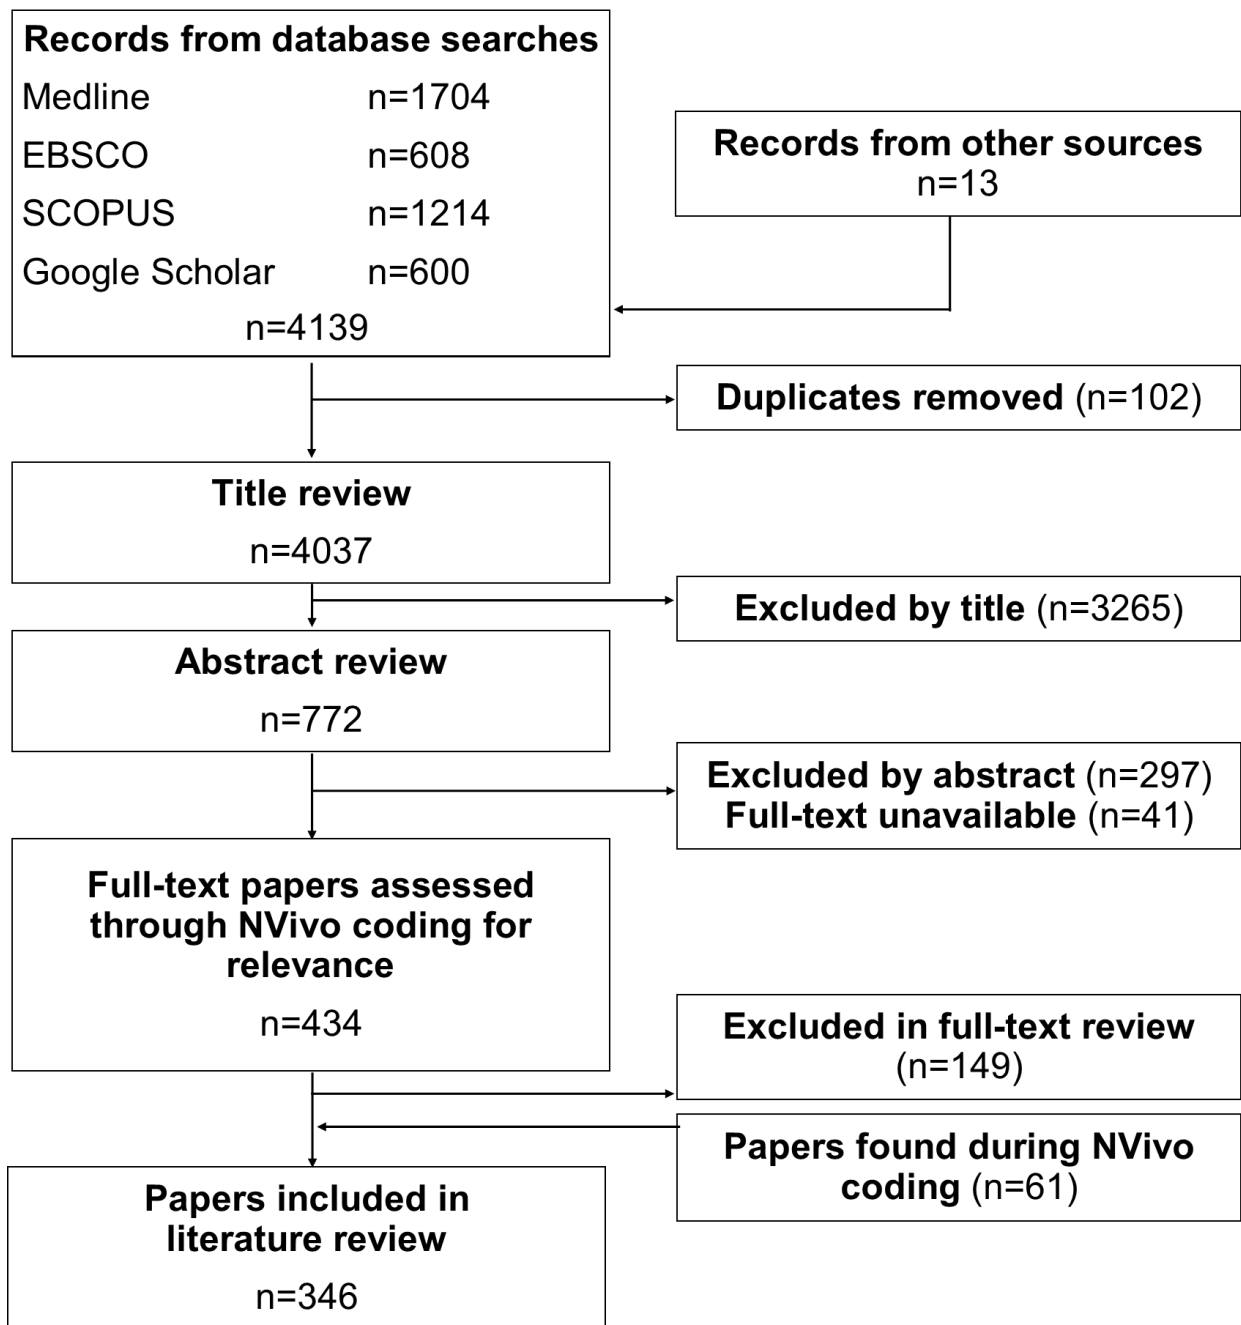 Records from database searches
Medline n=1704
EBSCO n=608
SCOPUS n=1214
Google Scholar n=600
n=4139
Records from other sources
n=13
Duplicates removed (n=102)
Title review
n=4037
Excluded by title (n=3265)
Abstract review
n=772
Excluded by abstract (n=297)
Full-text unavailable (n=41)
Full-text papers assessed
through NVivo coding for
relevance
n=434
Excluded in full-text review
(n=149)
Papers found during NVivo
coding (n=61)
Papers included in
literature review
n=346